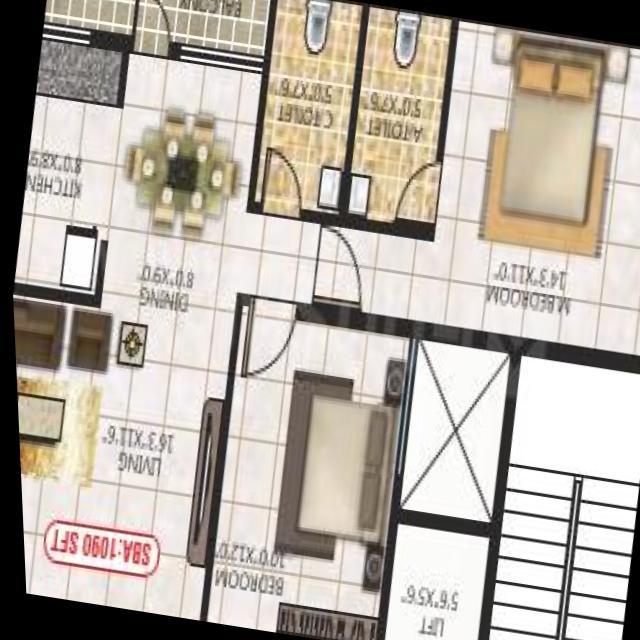 BALCONY
C.TOILET
5'0"X7'6"
A.TOILET
5'0"X7'6"
KITCHEN
8'0"X8'9"
DINING
8'0"X9'0"
M.BEDROOM
14'3"X11'0"
LIVING
16'3"X11'6"
BEDROOM
10'0"X12'0"
LIFT
5'6"X5'6"
SBA:1090 SFT